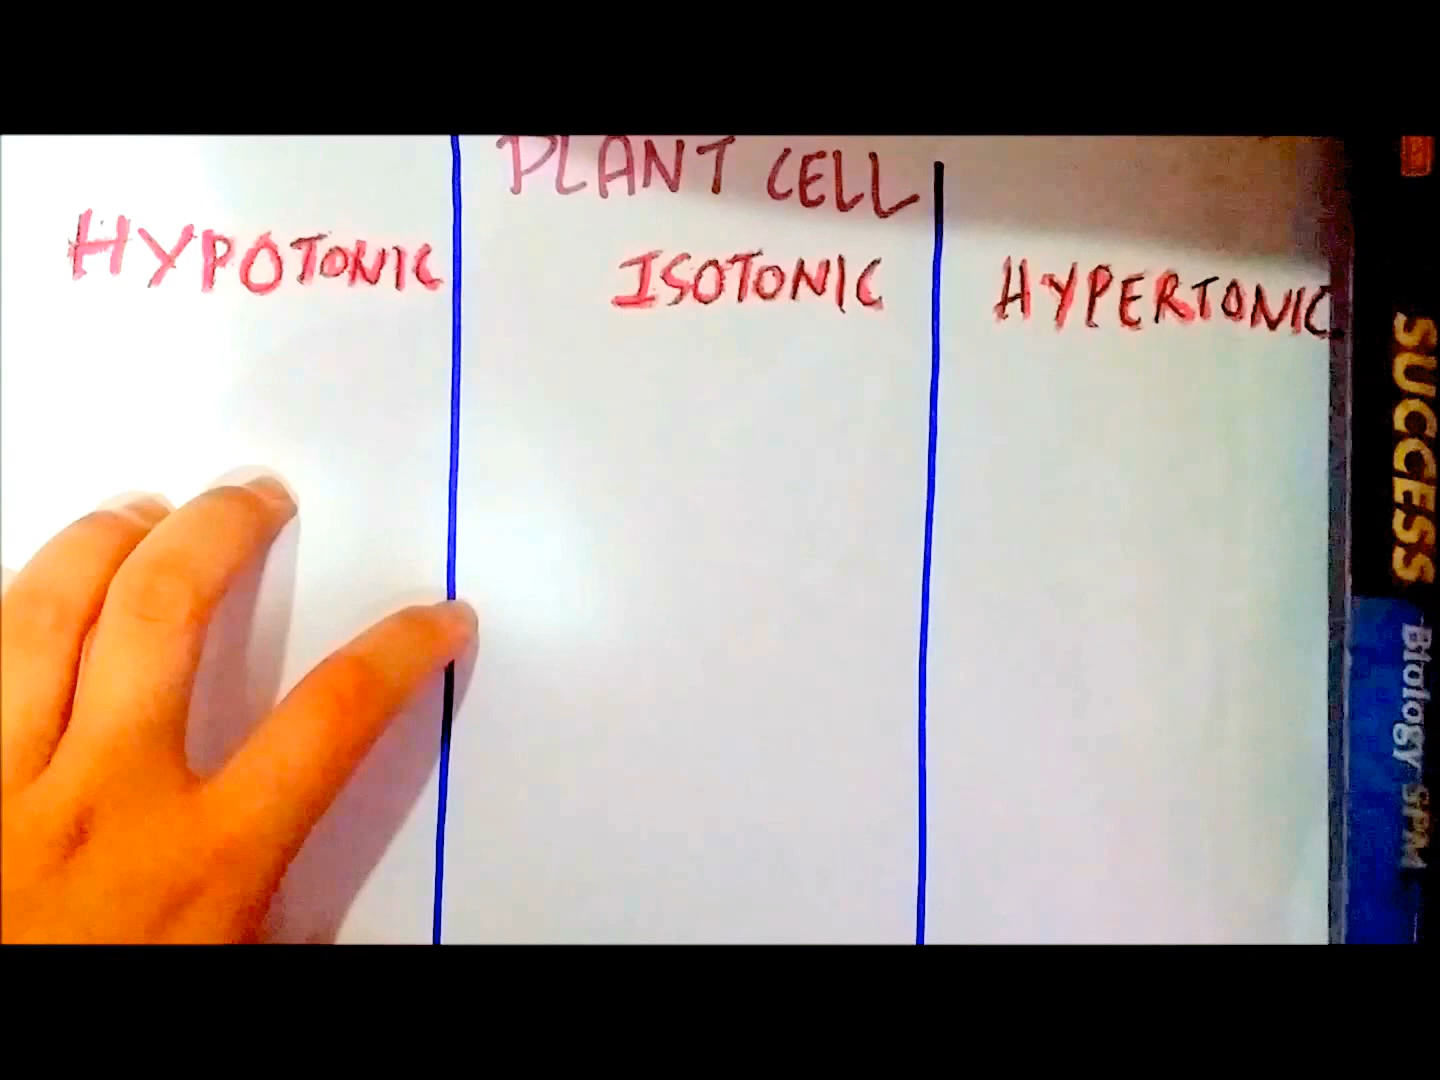 PLANT CELL
HYPOTONIC
ISOTONIC
HYPERTONIC
SUCCESS
Biology SPM